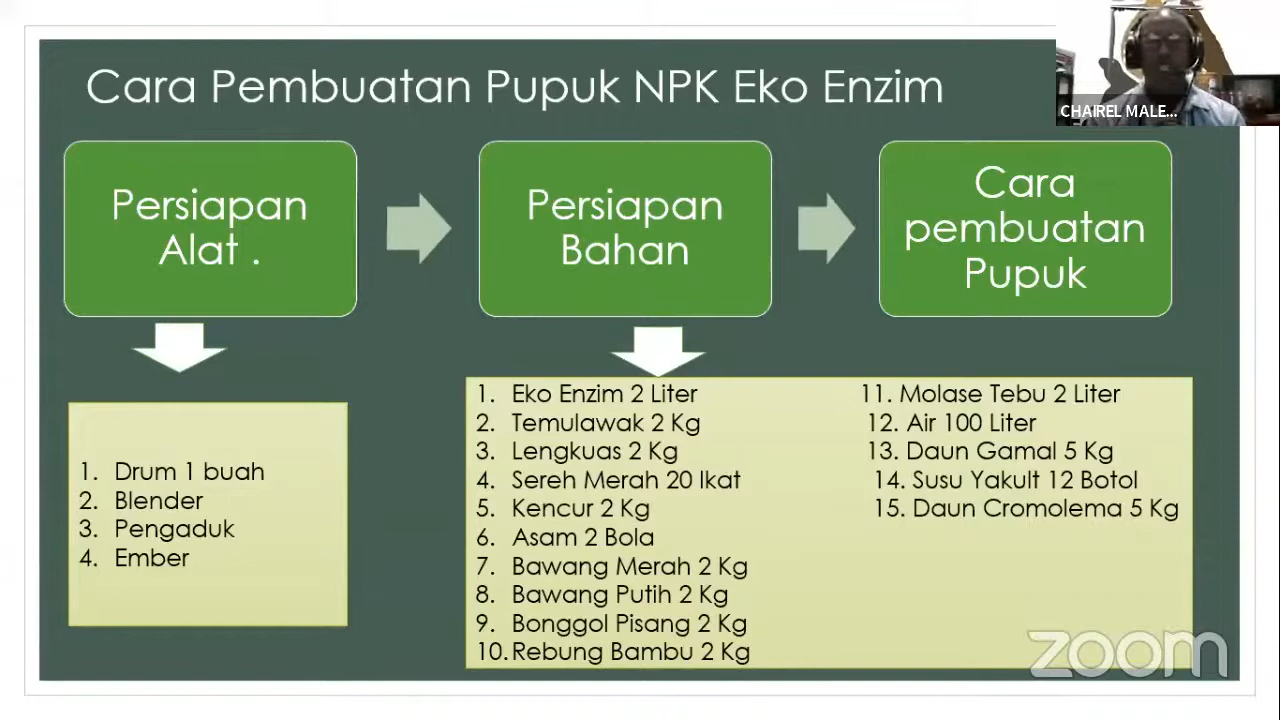 Cara Pembuatan Pupuk NPK Eko Enzim
CHAIREL MALE...
Persiapan
Alat .
Persiapan
Bahan
Cara
pembuatan
Pupuk
1. Drum 1 buah
2. Blender
3. Pengaduk
4. Ember
1. Eko Enzim 2 Liter
2. Temulawak 2 Kg
3. Lengkuas 2 Kg
4. Sereh Merah 20 Ikat
5. Kencur 2 Kg
6. Asam 2 Bola
7. Bawang Merah 2 Kg
8. Bawang Putih 2 Kg
9. Bonggol Pisang 2 Kg
10. Rebung Bambu 2 Kg
11. Molase Tebu 2 Liter
12. Air 100 Liter
13. Daun Gamal 5 Kg
14. Susu Yakult 12 Botol
15. Daun Cromolema 5 Kg
zoom